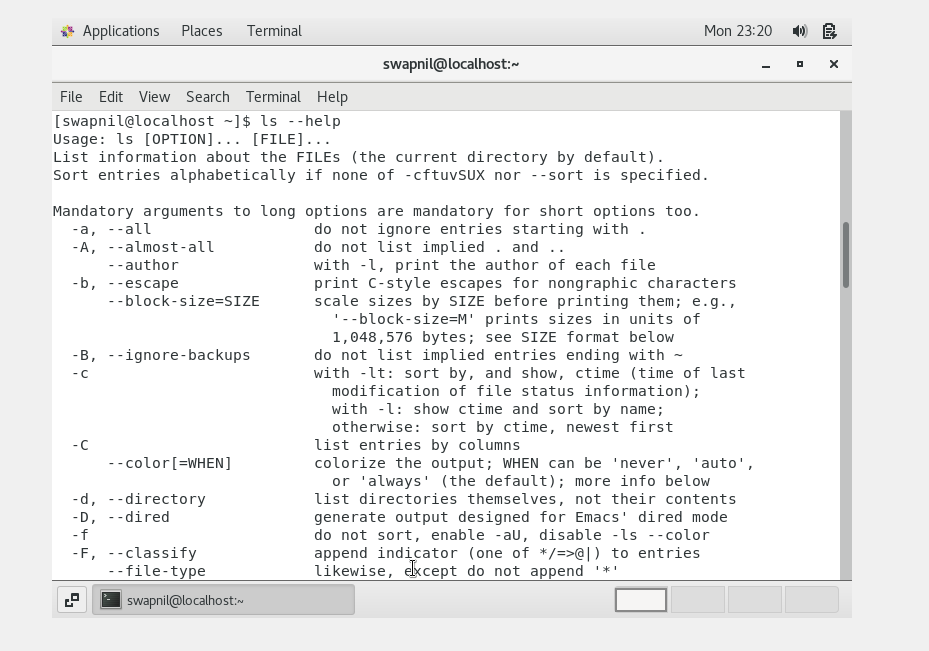 Applications Places Terminal Mon 23:20
swapnil@localhost:~
File Edit View Search Terminal Help
[swapnil@localhost ~]$ ls --help
Usage: ls [OPTION]... [FILE]...
List information about the FILEs (the current directory by default).
Sort entries alphabetically if none of -cftuvSUX nor --sort is specified.

Mandatory arguments to long options are mandatory for short options too.
  -a, --all                  do not ignore entries starting with .
  -A, --almost-all           do not list implied . and ..
      --author               with -l, print the author of each file
  -b, --escape               print C-style escapes for nongraphic characters
      --block-size=SIZE      scale sizes by SIZE before printing them; e.g.,
                               '--block-size=M' prints sizes in units of
                               1,048,576 bytes; see SIZE format below
  -B, --ignore-backups       do not list implied entries ending with ~
  -c                         with -lt: sort by, and show, ctime (time of last
                               modification of file status information);
                               with -l: show ctime and sort by name;
                               otherwise: sort by ctime, newest first
  -C                         list entries by columns
      --color[=WHEN]         colorize the output; WHEN can be 'never', 'auto',
                               or 'always' (the default); more info below
  -d, --directory            list directories themselves, not their contents
  -D, --dired                generate output designed for Emacs' dired mode
  -f                         do not sort, enable -aU, disable -ls --color
  -F, --classify             append indicator (one of */=>@|) to entries
      --file-type            likewise, except do not append '*'
swapnil@localhost:~